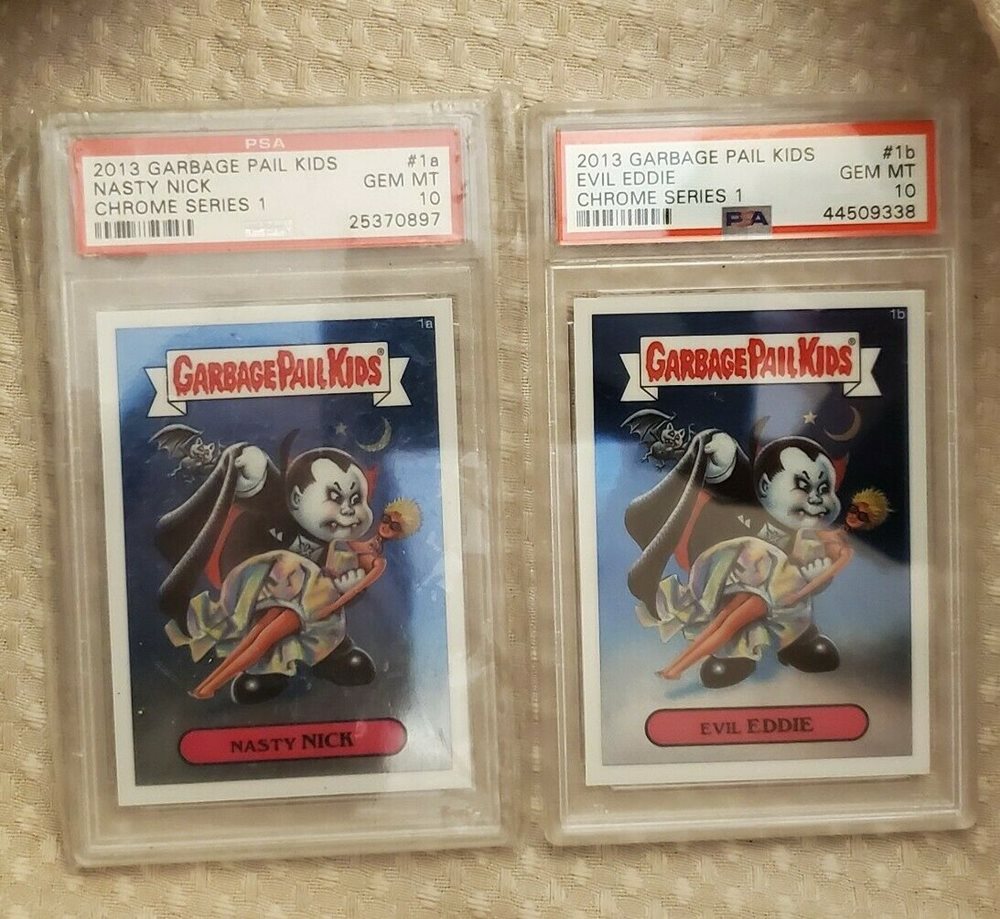 PSA
2013 GARBAGE PAIL KIDS #1a
NASTY NICK GEM MT
CHROME SERIES 1 10
25370897
1a
GARBAGE PAIL KIDS®
NASTY NICK
2013 GARBAGE PAIL KIDS #1b
EVIL EDDIE GEM MT
CHROME SERIES 1 10
PSA 44509338
1b
GARBAGE PAIL KIDS®
EVIL EDDIE